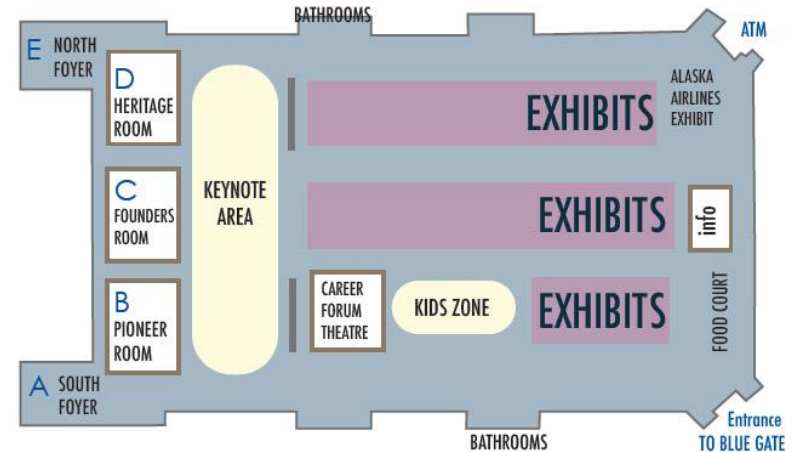 BATHROOMS
ATM
E NORTH
FOYER
D
HERITAGE
ROOM
EXHIBITS
ALASKA
AIRLINES
EXHIBIT
C
FOUNDERS
ROOM
KEYNOTE
AREA
EXHIBITS
info
B
PIONEER
ROOM
CAREER
FORUM
THEATRE
KIDS ZONE
EXHIBITS
FOOD COURT
A SOUTH
FOYER
BATHROOMS
Entrance
TO BLUE GATE